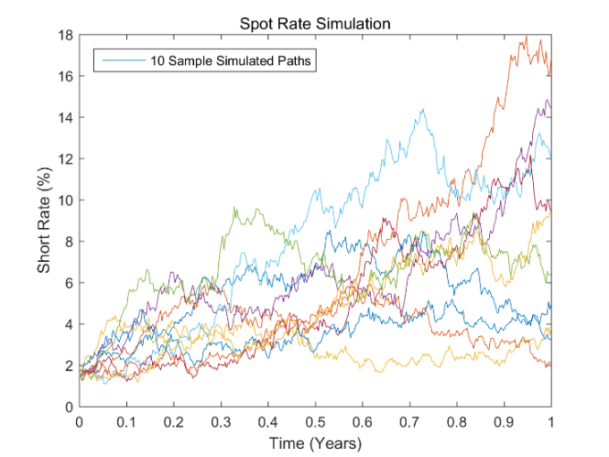 Spot Rate Simulation
10 Sample Simulated Paths
18
16
14
12
10
8
6
4
2
0
Short Rate (%)
0 0.1 0.2 0.3 0.4 0.5 0.6 0.7 0.8 0.9 1
Time (Years)